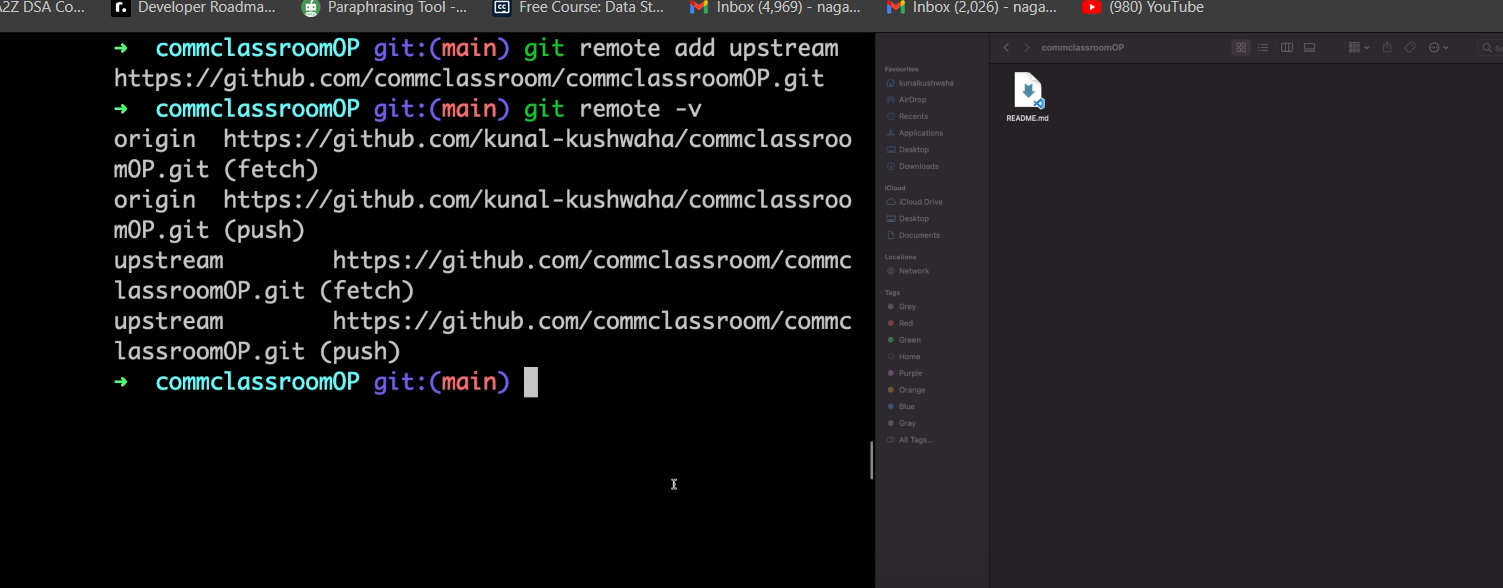 A2Z DSA Co...
Developer Roadma...
Paraphrasing Tool -...
Free Course: Data St...
Inbox (4,969) - naga...
Inbox (2,026) - naga...
(980) YouTube
➜ commclassroomOP git:(main) git remote add upstream
https://github.com/commclassroom/commclassroomOP.git
➜ commclassroomOP git:(main) git remote -v
origin https://github.com/kunal-kushwaha/commclassroo
mOP.git (fetch)
origin https://github.com/kunal-kushwaha/commclassroo
mOP.git (push)
upstream https://github.com/commclassroom/commc
lassroomOP.git (fetch)
upstream https://github.com/commclassroom/commc
lassroomOP.git (push)
➜ commclassroomOP git:(main)
commclassroomOP
Favourites
kunalkushwaha
AirDrop
Recents
Applications
Desktop
Downloads
iCloud
iCloud Drive
Desktop
Documents
Locations
Network
Tags
Grey
Red
Green
Home
Purple
Orange
Blue
Gray
All Tags...
README.md